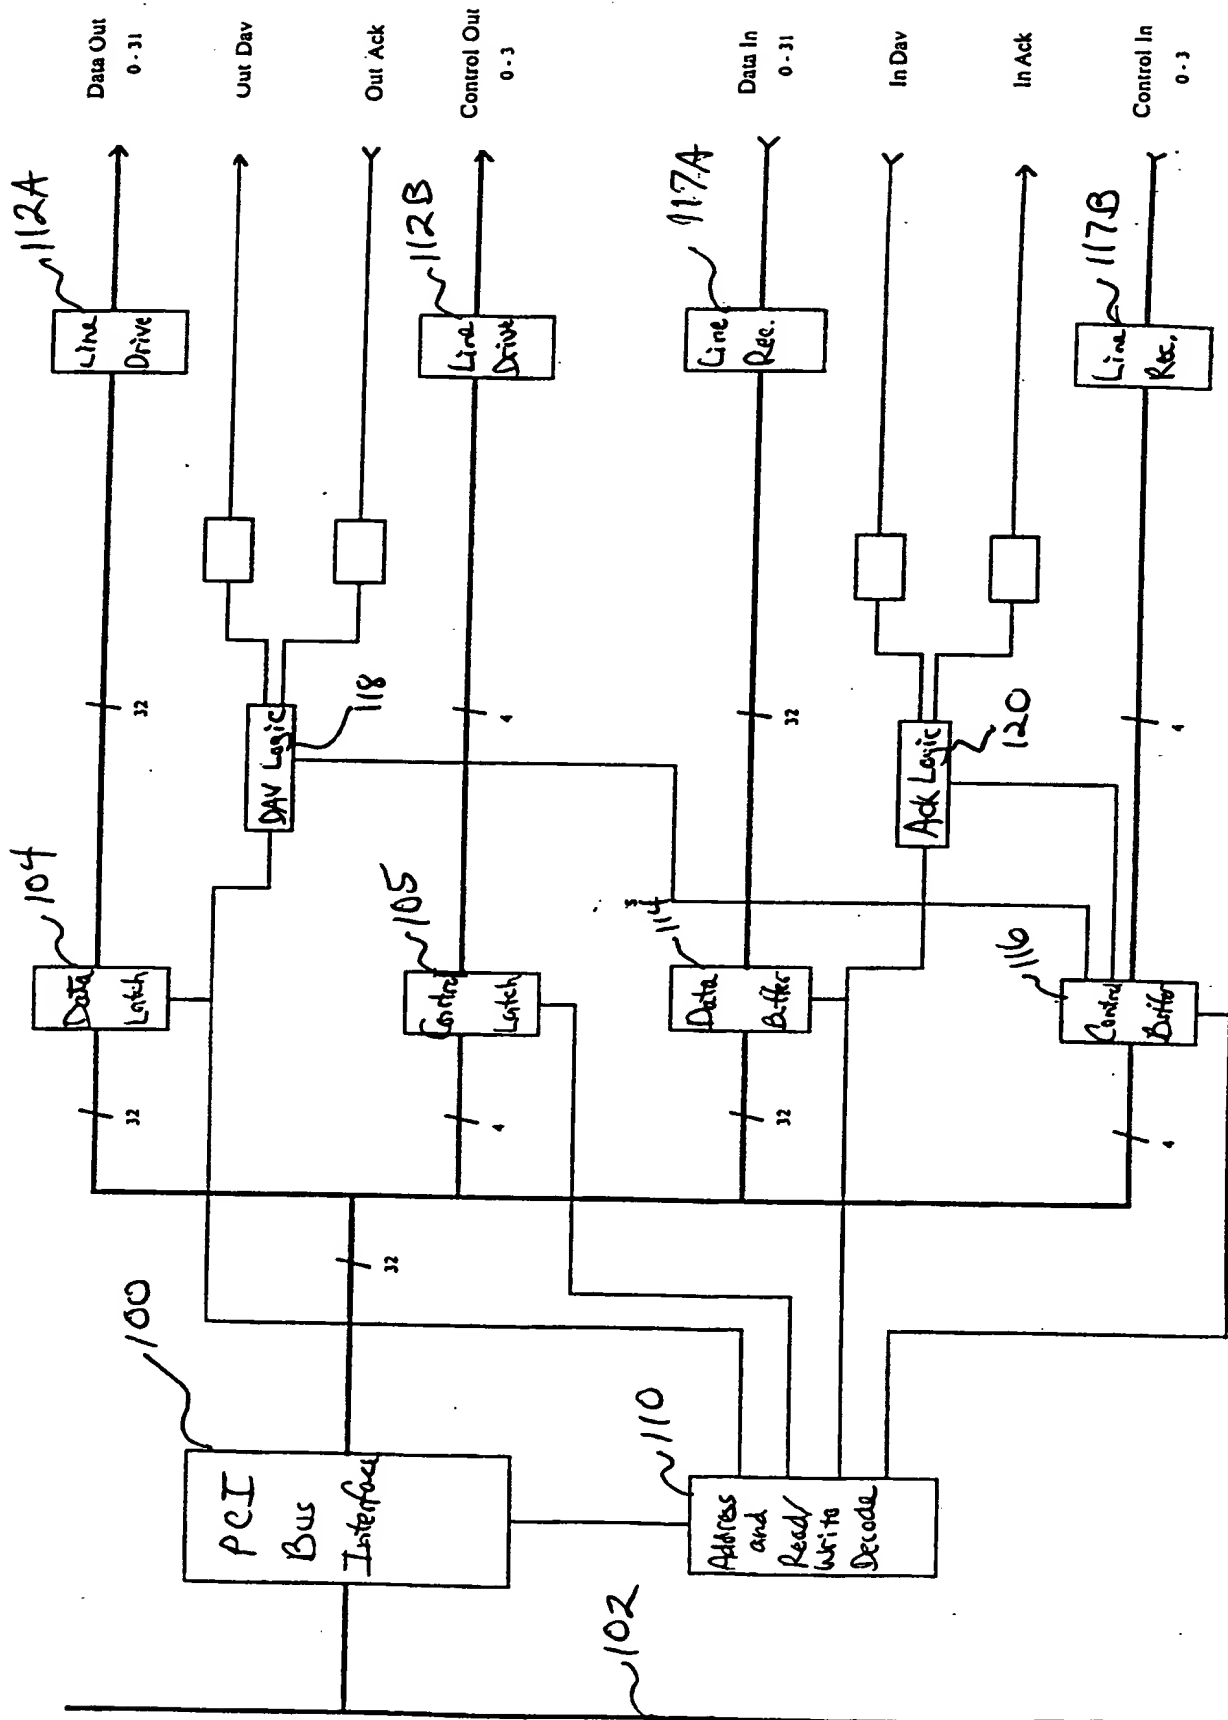 112A
Line
Drive
Data Out
0 - 31
Out Dav
Out Ack
112B
Line
Drive
Control Out
0 - 3
117A
Line
Rec.
Data In
0 - 31
In Dav
In Ack
117B
Line
Rec.
Control In
0 - 3
32
118
DAV Logic
4
32
120
Ack Logic
4
104
Data
Latch
105
Control
Latch
114
Data
Buffer
116
Control
Buffer
32
4
32
4
32
100
PCI
Bus
Interface
110
Address
and
Read/
Write
Decode
102